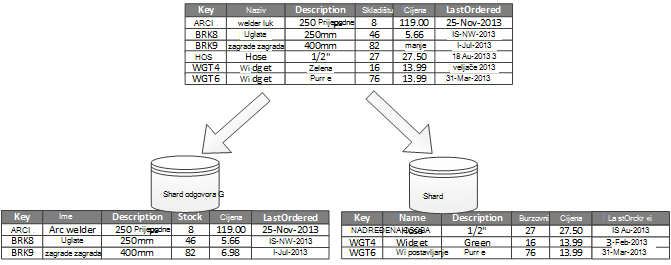 Key Naziv Description Skladištu Cijena LastOrdered
ARCI welder luk 250 Prijepodne 8 119.00 25-Nov-2013
BRK8 Uglate 250mm 46 5.66 IS-NW-2013
BRK9 zagrade zagrada 400mm 82 manje I-Jul-2013
HOS Hose 1/2" 27 27.50 18 Au-2013 3
WGT4 Wi dget Zelena 16 13.99 veljače 2013
WGT6 Wi dget Purr e 76 13.99 31-Mar-2013
Shard odgovora G
Shard
Key Ime Description Stock Cijena LastOrdered
ARCI Arc welder 250 Prijepodne 8 119.00 25-Nov-2013
BRK8 Uglate 250mm 46 5.66 IS-NW-2013
BRK9 zagrade zagrada 400mm 82 6.98 I-Jul-2013
Key Name Description Burzovni Cijena
NADREĐENA OSOBA Hose 1/2" 27 27.50 IS Au-2013
WGT4 Widget Green 16 13.99 3-Feb-2013
WGT6 Wi postavljanje Purr e 76 13.99 31-Mar-2013